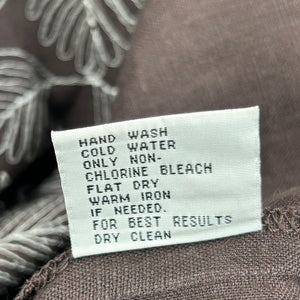 HAND WASH
COLD WATER
ONLY NON-
CHLORINE BLEACH
FLAT DRY
WARM IRON
IF NEEDED.
FOR BEST RESULTS
DRY CLEAN